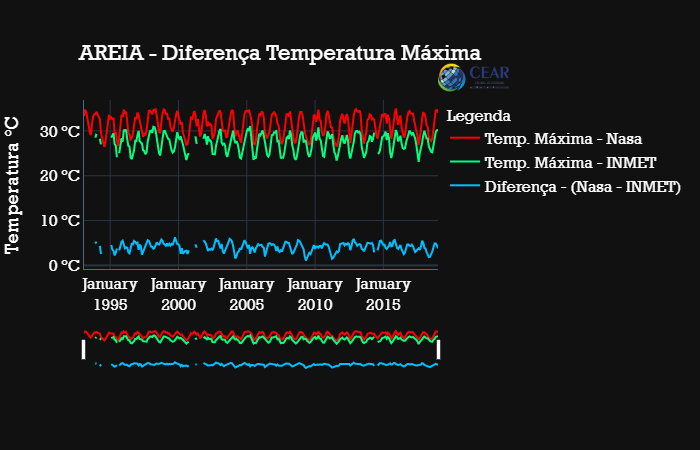 AREIA - Diferença Temperatura Máxima
CEAR
Legenda
Temp. Máxima - Nasa
Temp. Máxima - INMET
Diferença - (Nasa - INMET)
Temperatura °C
30 °C
20 °C
10 °C
0 °C
January
1995
January
2000
January
2005
January
2010
January
2015